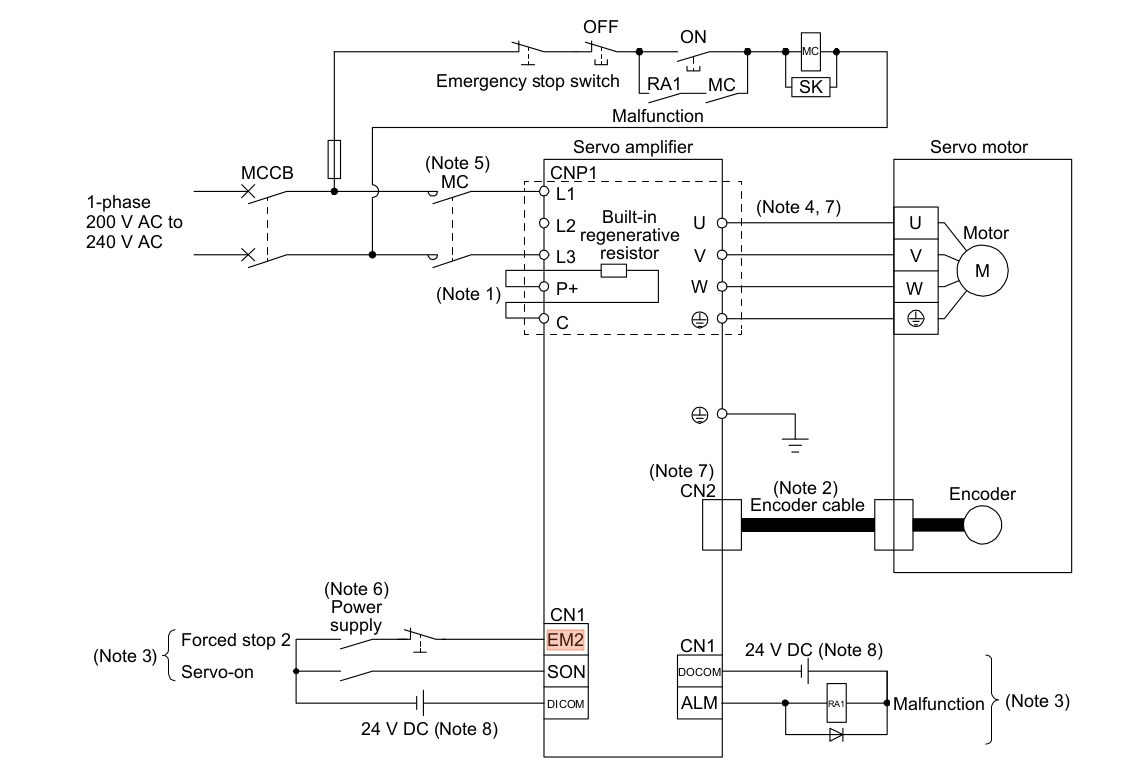 OFF
ON
MC
Emergency stop switch
RA1
MC
SK
Malfunction
Servo amplifier
Servo motor
MCCB
(Note 5)
MC
CNP1
1-phase
200 V AC to
240 V AC
L1
L2
L3
P+
C
Built-in
regenerative
resistor
(Note 1)
U
V
W
(Note 4, 7)
U
V
W
Motor
M
(Note 7)
CN2
(Note 2)
Encoder cable
Encoder
(Note 6)
Power
supply
(Note 3)
Forced stop 2
Servo-on
24 V DC (Note 8)
CN1
EM2
SON
DICOM
CN1
DOCOM
ALM
24 V DC (Note 8)
RA1
Malfunction
(Note 3)